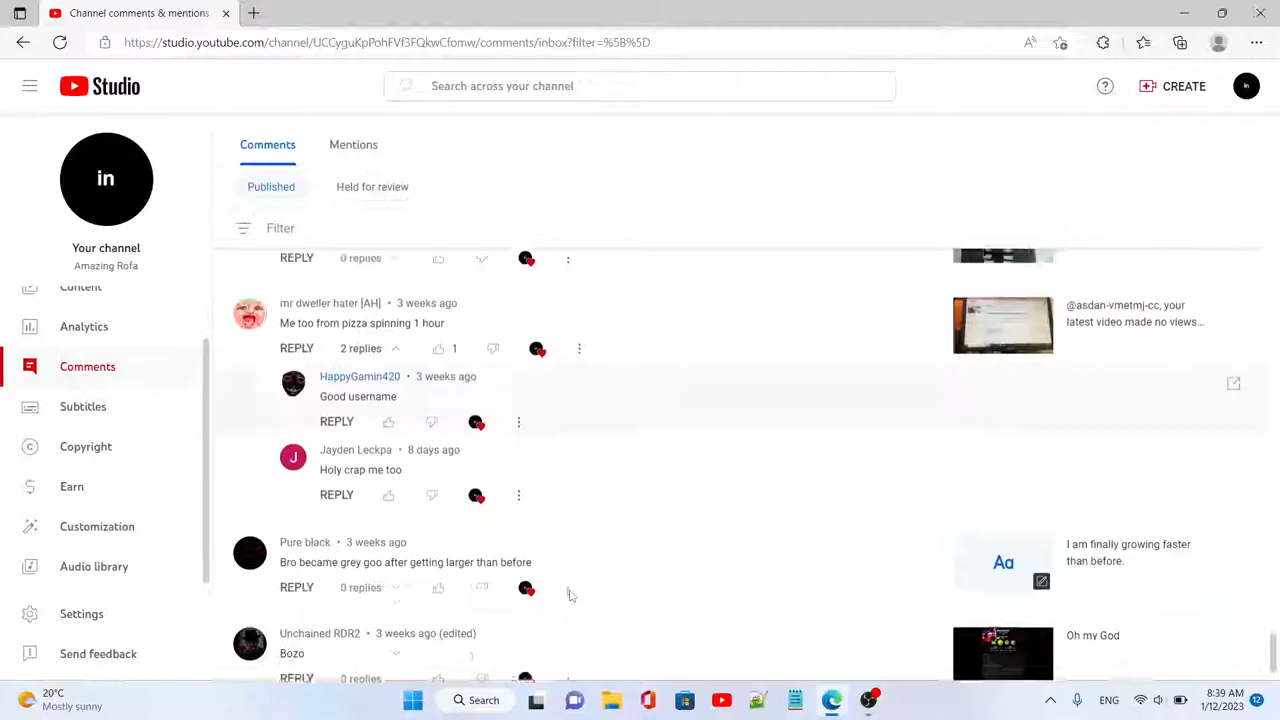 Channel comments & mentions
https://studio.youtube.com/channel/UCCyguKpPohFVf3FQkwCfomw/comments/inbox?filter=%5B%5D
Studio
Search across your channel
CREATE
in
in
Your channel
Amazing Rofa
Content
Analytics
Comments
Subtitles
Copyright
Earn
Customization
Audio library
Settings
Send feedback
Comments Mentions
Published Held for review
Filter
REPLY 0 replies
mr dweller hater [AH] • 3 weeks ago
Me too from pizza spinning 1 hour
REPLY 2 replies 1
@asdan-vmetmj-cc, your
latest video made no views...
HappyGamin420 • 3 weeks ago
Good username
REPLY
J
Jayden Leckpa • 8 days ago
Holy crap me too
REPLY
Pure black. • 3 weeks ago
Bro became grey goo after getting larger than before
REPLY 0 replies
Aa
I am finally growing faster
than before.
Unchained RDR2 • 3 weeks ago (edited)
replies
Oh my God
20°C
Mostly sunny
Search
ENG
8:39 AM
1/12/2023
12